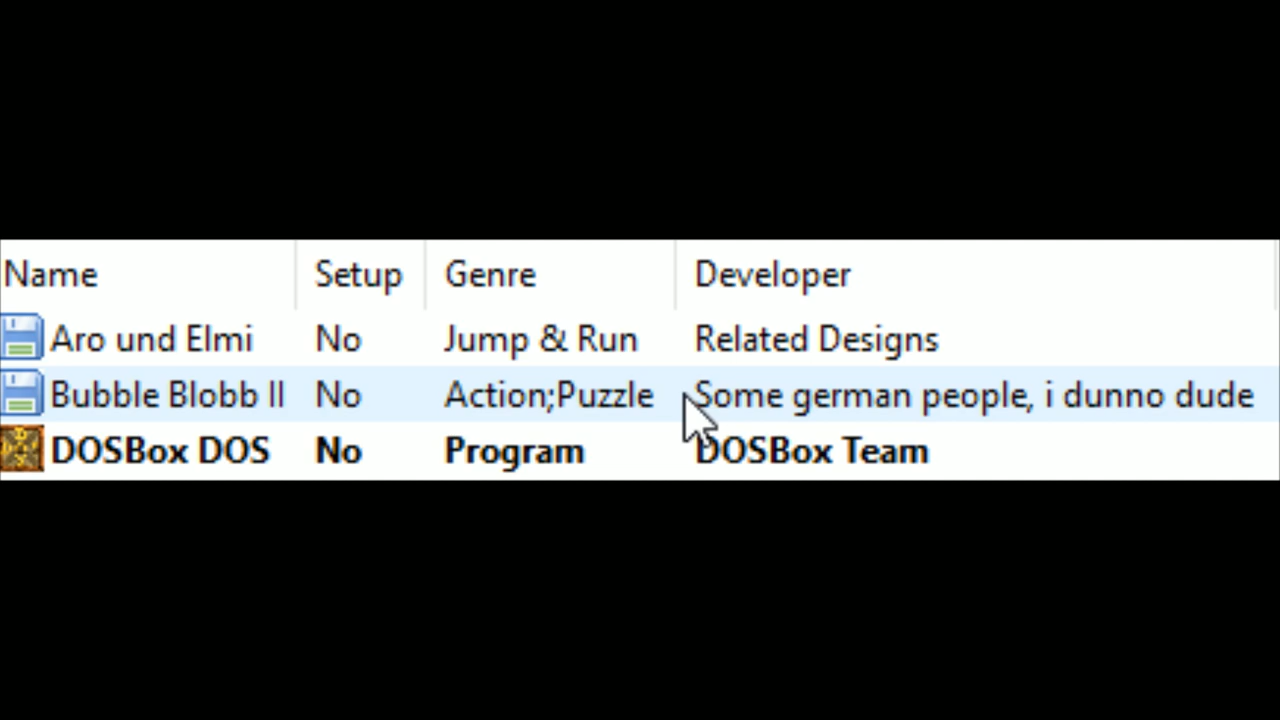 Name Setup Genre Developer
Aro und Elmi No Jump & Run Related Designs
Bubble Blobb II No Action;Puzzle Some german people, i dunno dude
DOSBox DOS No Program DOSBox Team